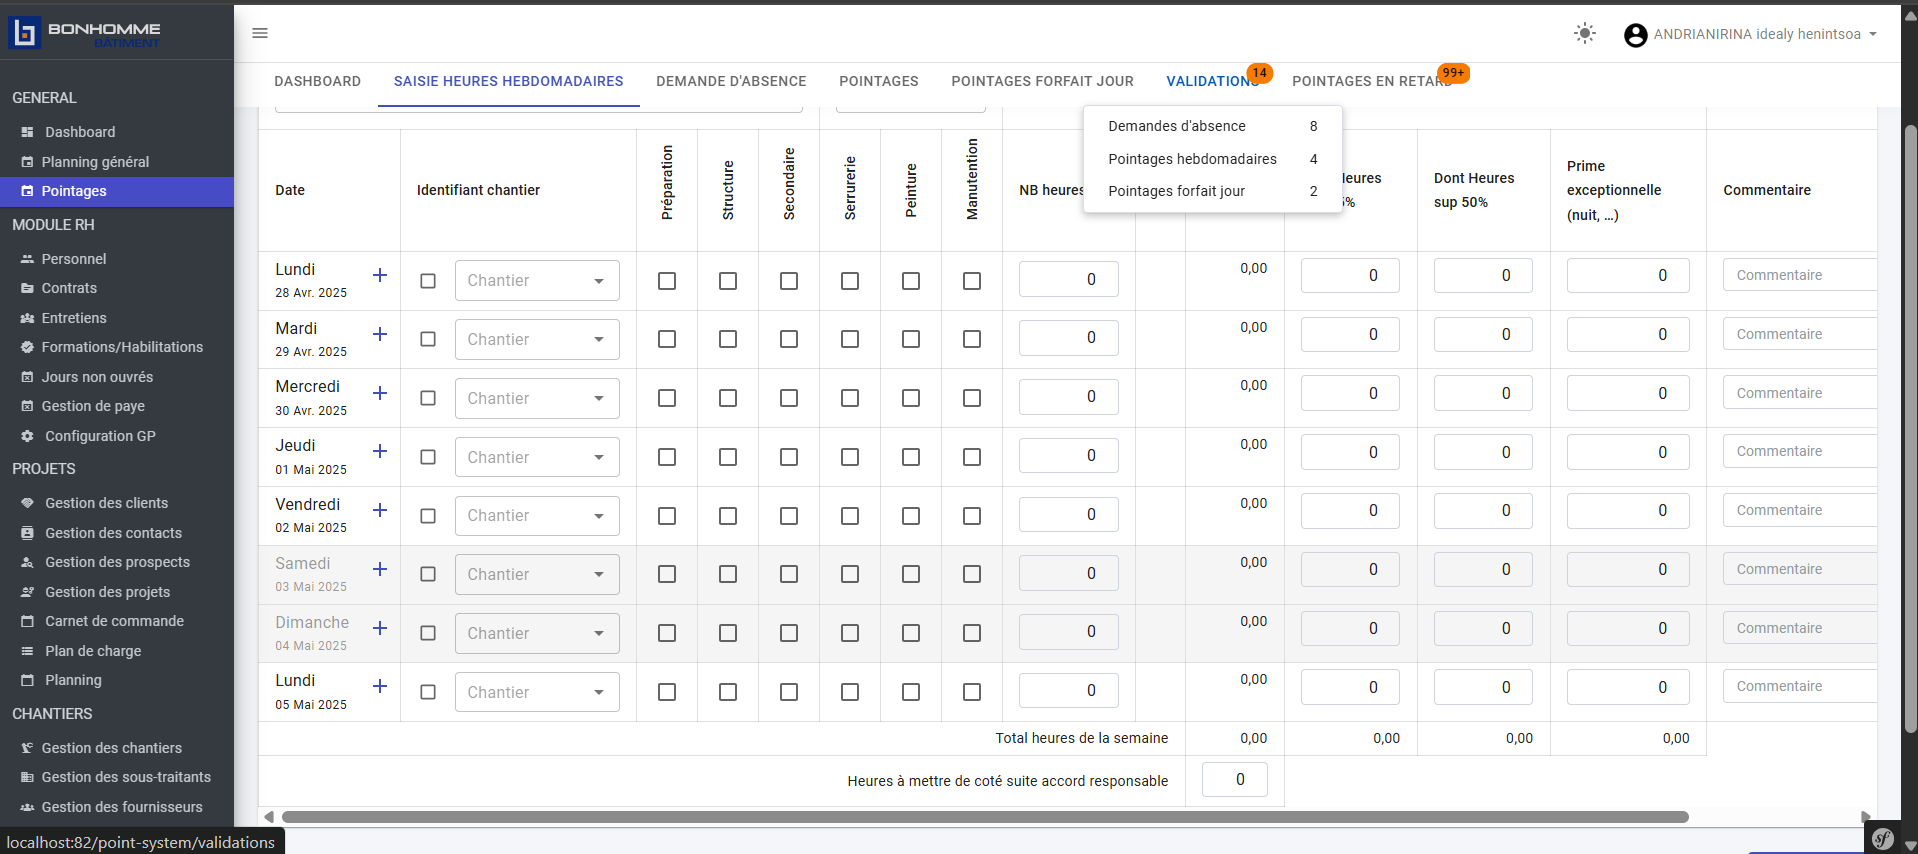 BONHOMME
BÂTIMENT
ANDRIANIRINA idealy henintsoa
DASHBOARD
SAISIE HEURES HEBDOMADAIRES
DEMANDE D'ABSENCE
POINTAGES
POINTAGES FORFAIT JOUR
VALIDATIONS
14
POINTAGES EN RETARD
99+
Demandes d'absence 8
Pointages hebdomadaires 4
Pointages forfait jour 2
GENERAL
Dashboard
Planning général
Pointages
MODULE RH
Personnel
Contrats
Entretiens
Formations/Habilitations
Jours non ouvrés
Gestion de paye
Configuration GP
PROJETS
Gestion des clients
Gestion des contacts
Gestion des prospects
Gestion des projets
Carnet de commande
Plan de charge
Planning
CHANTIERS
Gestion des chantiers
Gestion des sous-traitants
Gestion des fournisseurs
localhost:82/point-system/validations
Date
Identifiant chantier
Préparation
Structure
Secondaire
Serrurerie
Peinture
Manutention
NB heures
Heures
5%
Dont Heures
sup 50%
Prime
exceptionnelle
(nuit, ...)
Commentaire
Lundi
28 Avr. 2025
Chantier 0 0,00 0 0 0 Commentaire
Mardi
29 Avr. 2025
Chantier 0 0,00 0 0 0 Commentaire
Mercredi
30 Avr. 2025
Chantier 0 0,00 0 0 0 Commentaire
Jeudi
01 Mai 2025
Chantier 0 0,00 0 0 0 Commentaire
Vendredi
02 Mai 2025
Chantier 0 0,00 0 0 0 Commentaire
Samedi
03 Mai 2025
Chantier 0 0,00 0 0 0 Commentaire
Dimanche
04 Mai 2025
Chantier 0 0,00 0 0 0 Commentaire
Lundi
05 Mai 2025
Chantier 0 0,00 0 0 0 Commentaire
Total heures de la semaine 0,00 0,00 0,00 0,00
Heures à mettre de coté suite accord responsable 0
sf